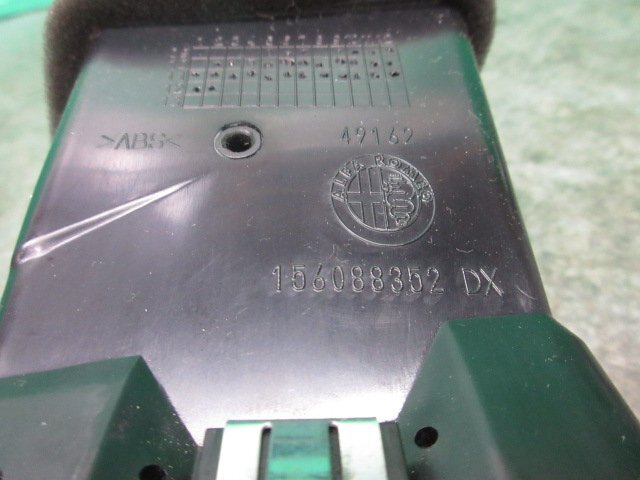 >ABS<
49162
ALFA ROMEO
156088352 DX